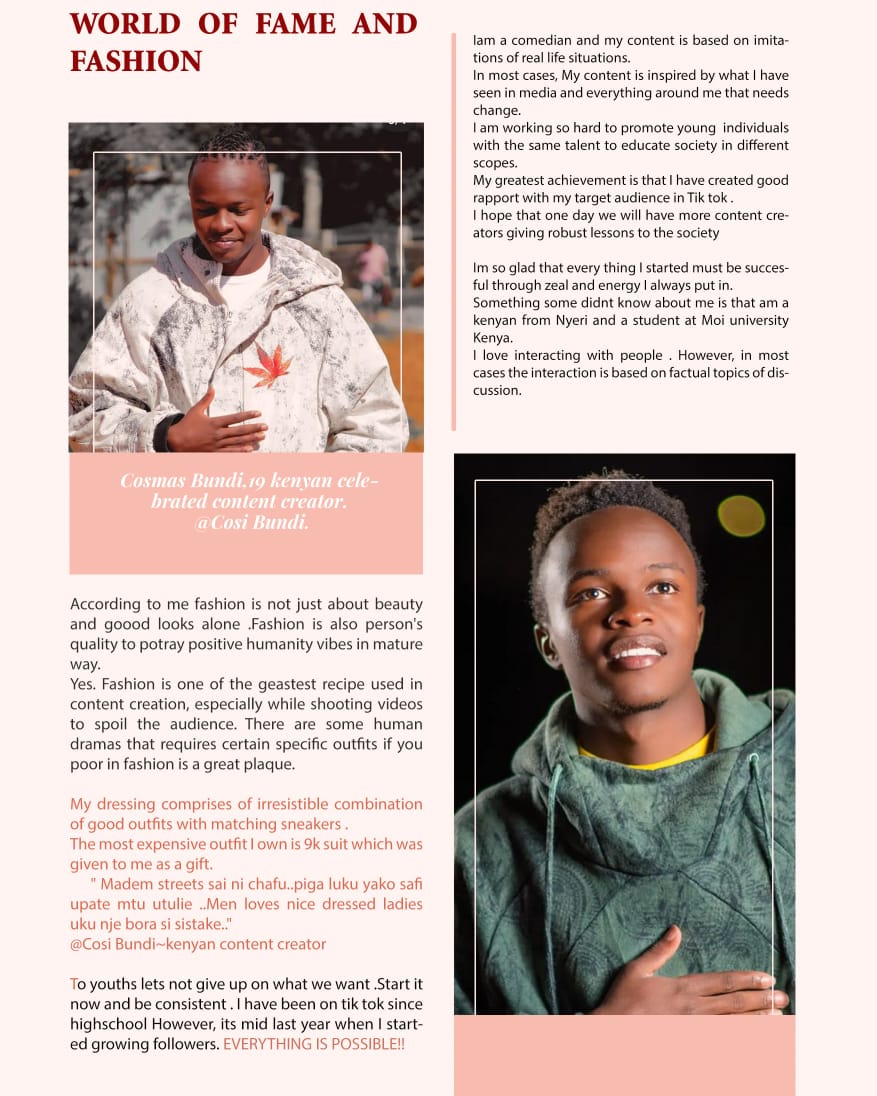 WORLD OF FAME AND
FASHION
Cosmas Bundi,19 kenyan cele-
brated content creator.
@Cosi Bundi.
According to me fashion is not just about beauty
and goood looks alone .Fashion is also person's
quality to potray positive humanity vibes in mature
way.
Yes. Fashion is one of the geastest recipe used in
content creation, especially while shooting videos
to spoil the audience. There are some human
dramas that requires certain specific outfits if you
poor in fashion is a great plaque.
My dressing comprises of irresistible combination
of good outfits with matching sneakers .
The most expensive outfit I own is 9k suit which was
given to me as a gift.
" Madem streets sai ni chafu..piga luku yako safi
upate mtu utulie ..Men loves nice dressed ladies
uku nje bora si sistake.."
@Cosi Bundi~kenyan content creator
To youths lets not give up on what we want .Start it
now and be consistent . I have been on tik tok since
highschool However, its mid last year when I start-
ed growing followers. EVERYTHING IS POSSIBLE!!
Iam a comedian and my content is based on imita-
tions of real life situations.
In most cases, My content is inspired by what I have
seen in media and everything around me that needs
change.
I am working so hard to promote young individuals
with the same talent to educate society in different
scopes.
My greatest achievement is that I have created good
rapport with my target audience in Tik tok .
I hope that one day we will have more content cre-
ators giving robust lessons to the society
Im so glad that every thing I started must be succes-
ful through zeal and energy I always put in.
Something some didnt know about me is that am a
kenyan from Nyeri and a student at Moi university
Kenya.
I love interacting with people . However, in most
cases the interaction is based on factual topics of dis-
cussion.